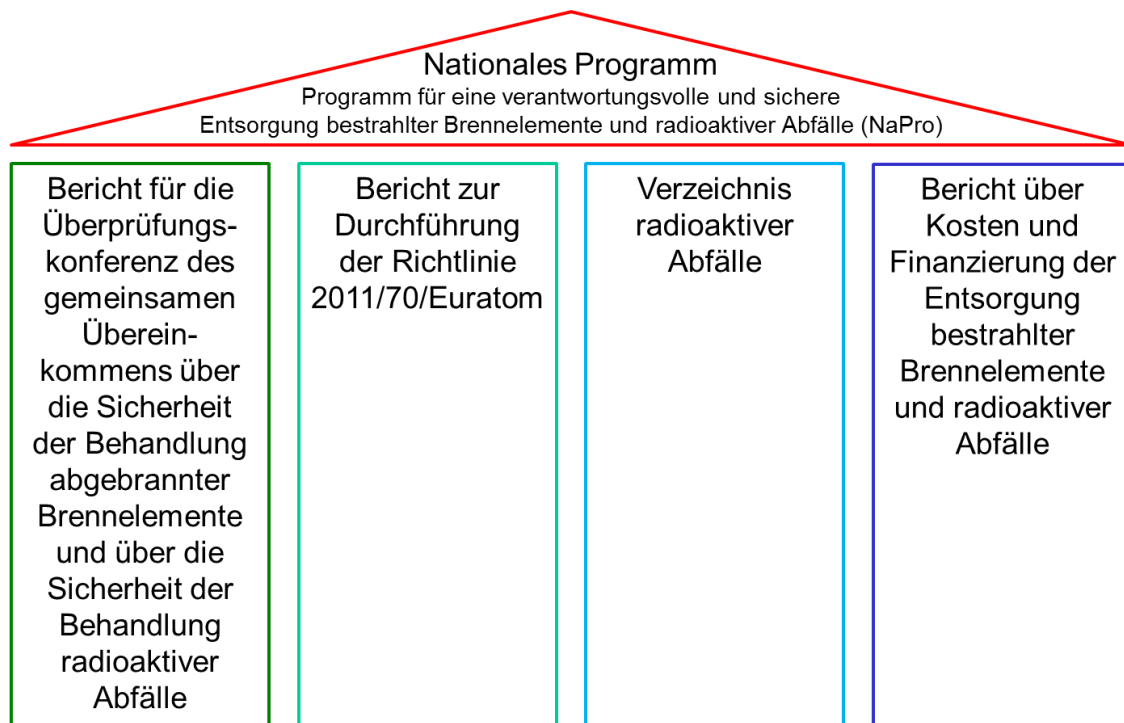 Nationales Programm
Programm für eine verantwortungsvolle und sichere
Entsorgung bestrahlter Brennelemente und radioaktiver Abfälle (NaPro)
Bericht für die
Überprüfungs-
konferenz des
gemeinsamen
Überein-
kommens über
die Sicherheit
der Behandlung
abgebrannter
Brennelemente
und über die
Sicherheit der
Behandlung
radioaktiver
Abfälle
Bericht zur
Durchführung
der Richtlinie
2011/70/Euratom
Verzeichnis
radioaktiver
Abfälle
Bericht über
Kosten und
Finanzierung der
Entsorgung
bestrahlter
Brennelemente
und radioaktiver
Abfälle